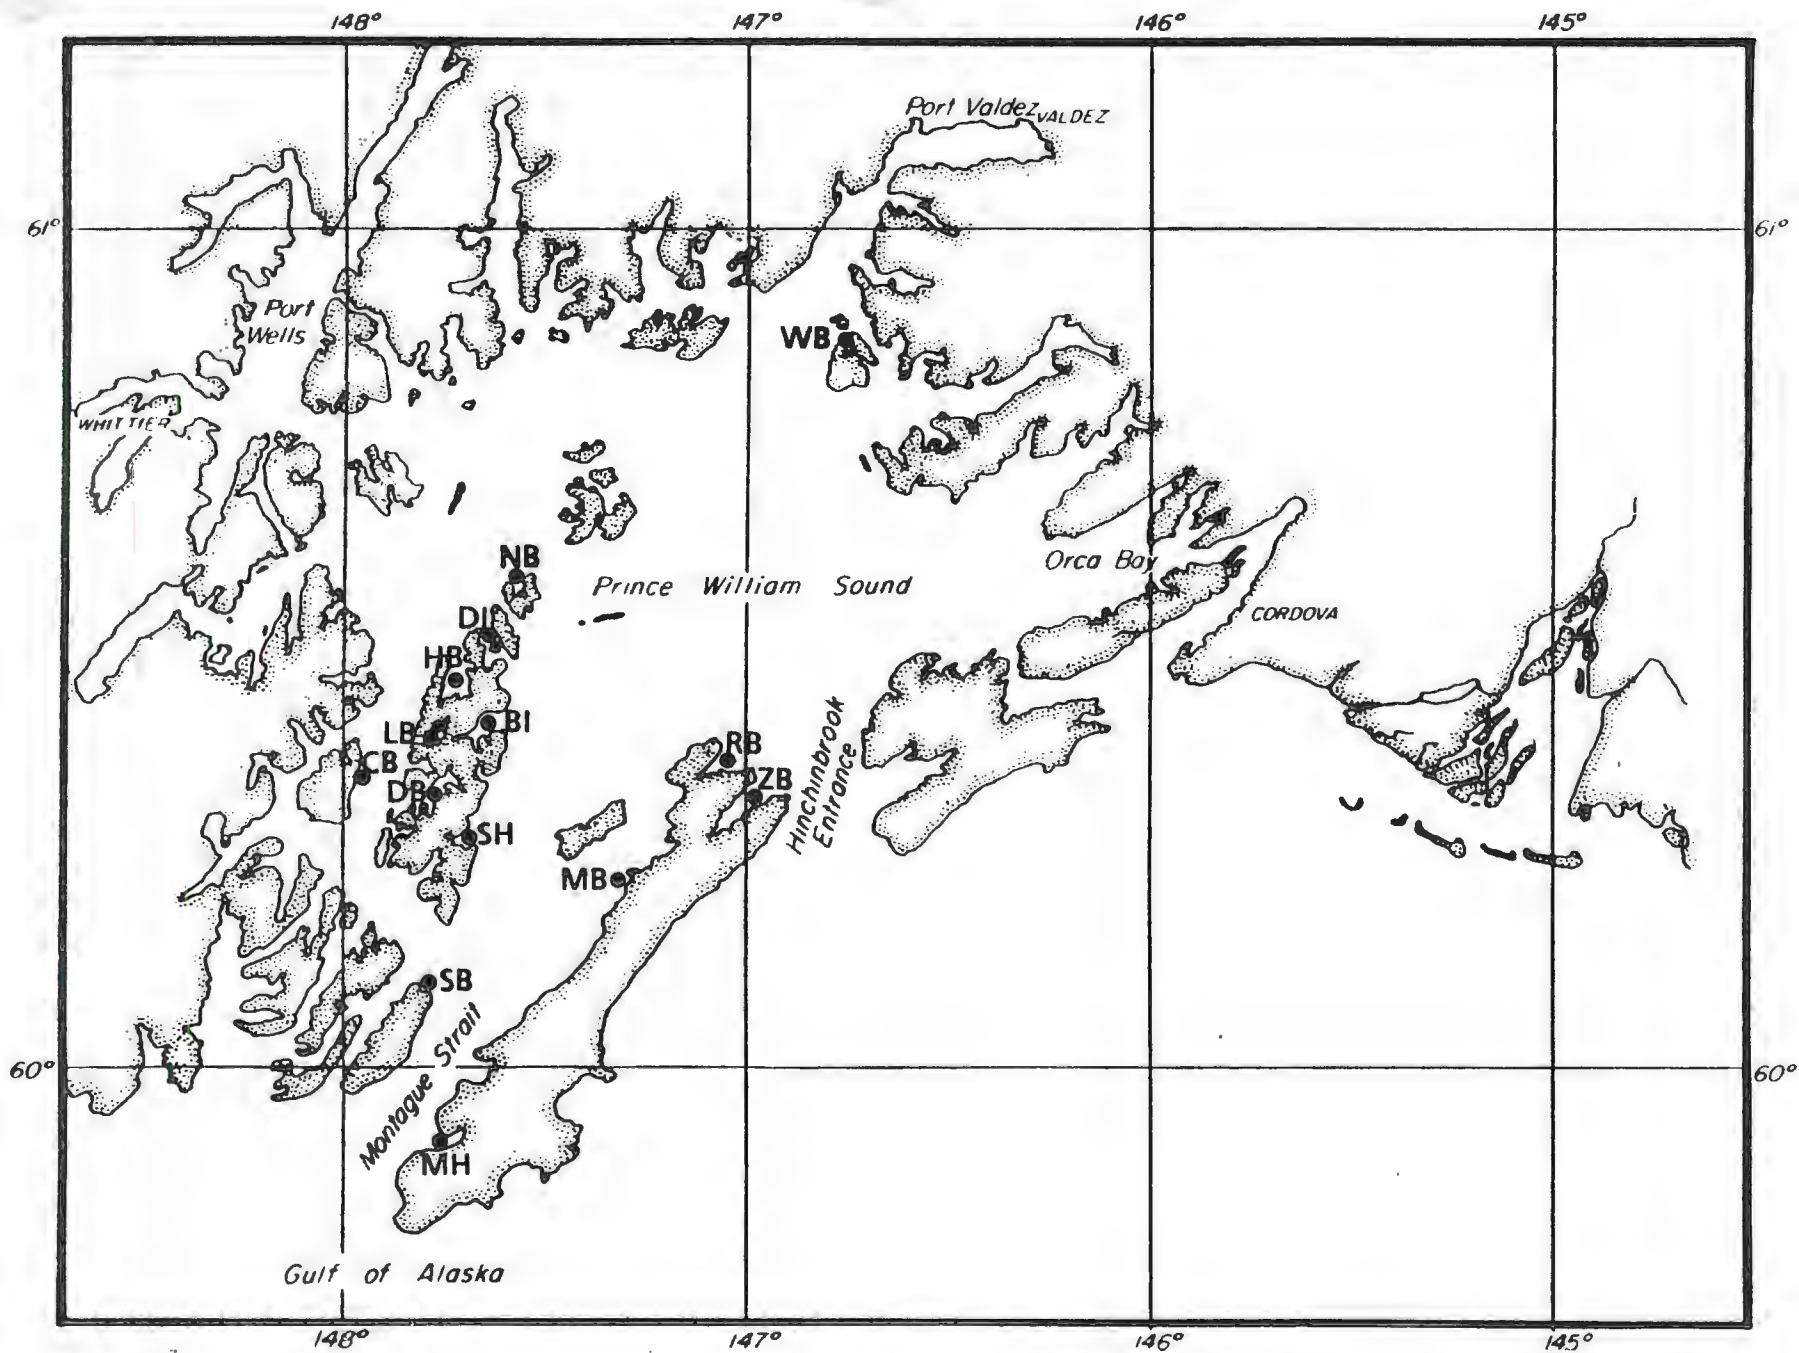 148° 147° 146° 145°
Port Valdez
VALDEZ
61° 61°
Port
Wells
WB
WHITTIER
NB
Prince William Sound
Orca Bay
DI
CORDOVA
HB
BI
LB
RB
CB
ZB
DB
Hinchinbrook
Entrance
SH
MB
SB
Montague Strait
60° 60°
MH
Gulf of Alaska
148° 147° 146° 145°